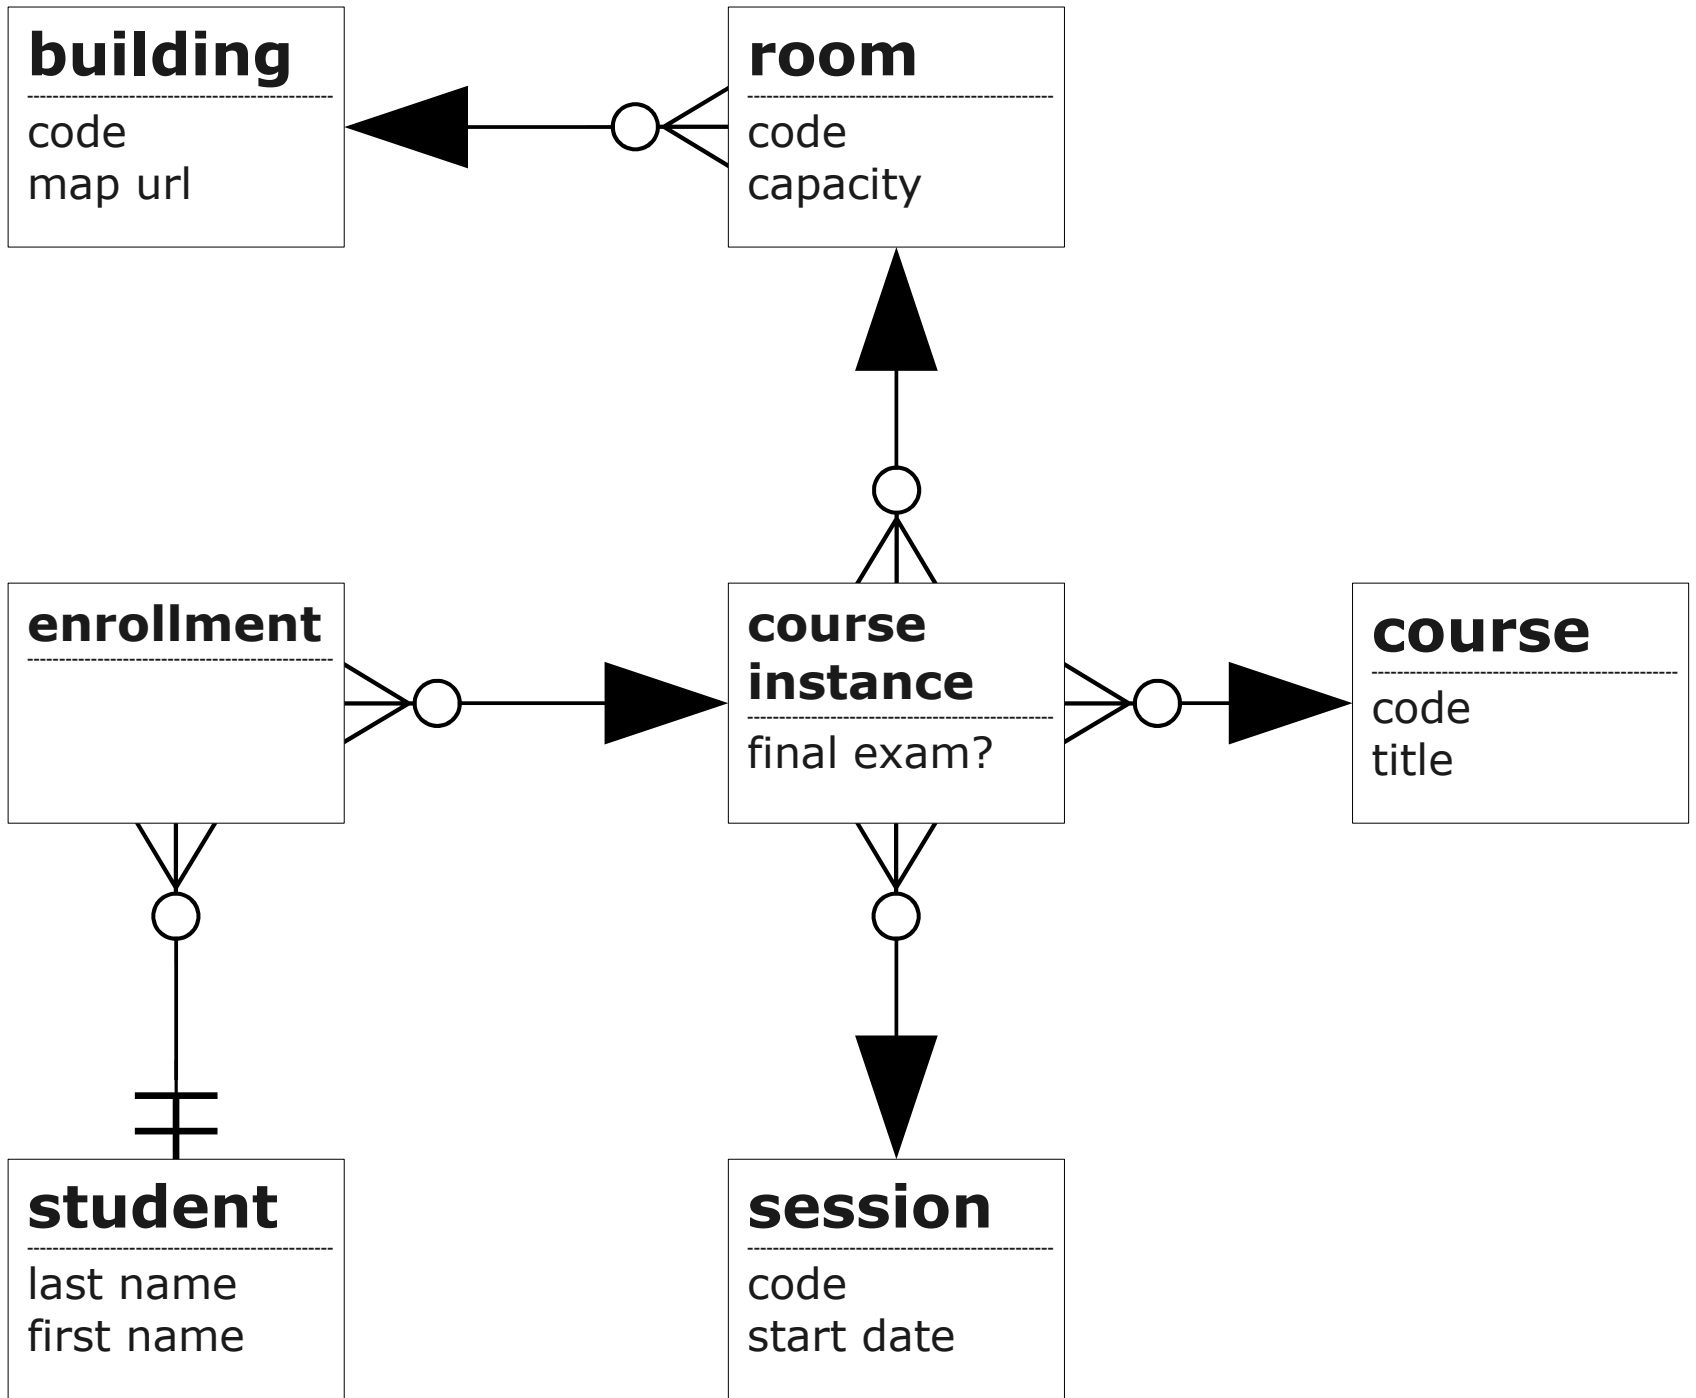 building
code
map url
room
code
capacity
enrollment
course
instance
final exam?
course
code
title
student
last name
first name
session
code
start date